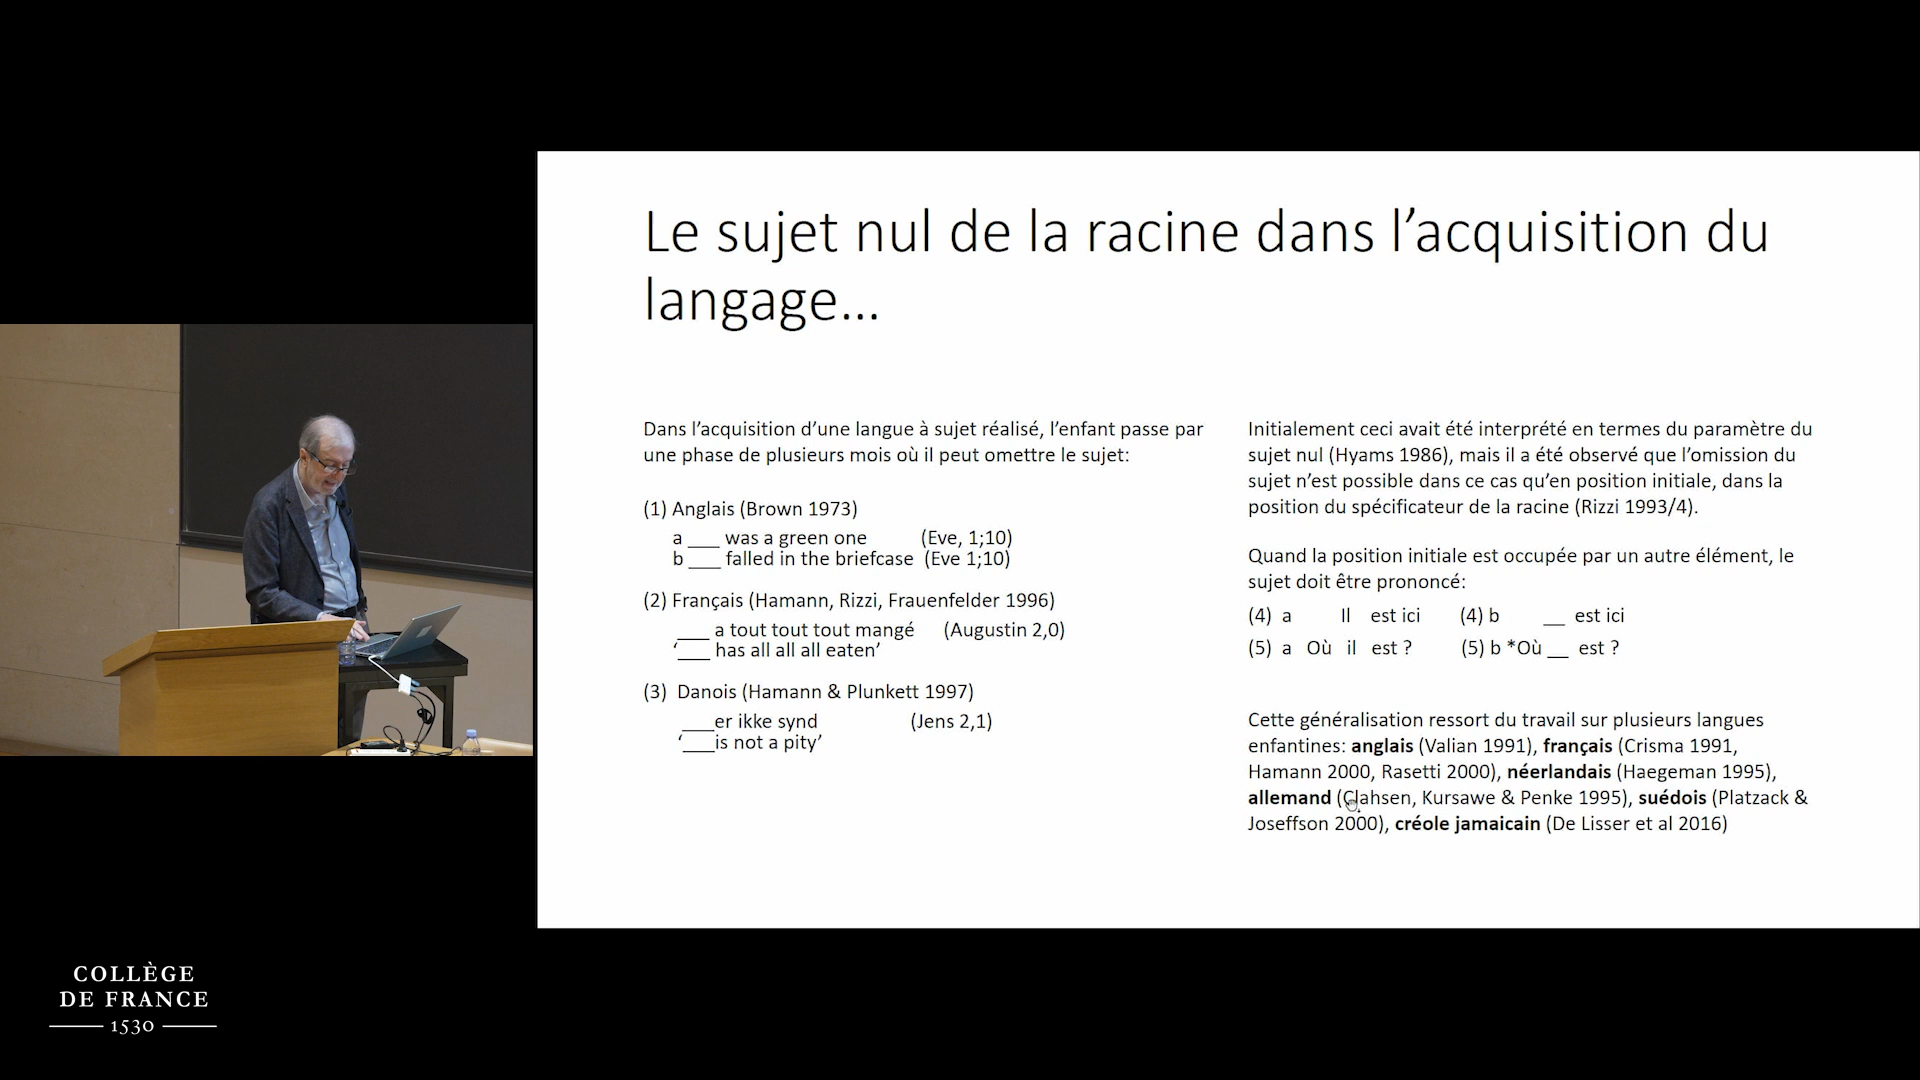 Le sujet nul de la racine dans l’acquisition du
langage…
Dans l’acquisition d’une langue à sujet réalisé, l’enfant passe par
une phase de plusieurs mois où il peut omettre le sujet:
(1) Anglais (Brown 1973)
a ___ was a green one (Eve, 1;10)
b ___ falled in the briefcase (Eve 1;10)
(2) Français (Hamann, Rizzi, Frauenfelder 1996)
___ a tout tout tout mangé (Augustin 2,0)
‘___ has all all all eaten’
(3) Danois (Hamann & Plunkett 1997)
___er ikke synd (Jens 2,1)
‘___is not a pity’
Initialement ceci avait été interprété en termes du paramètre du
sujet nul (Hyams 1986), mais il a été observé que l’omission du
sujet n’est possible dans ce cas qu’en position initiale, dans la
position du spécificateur de la racine (Rizzi 1993/4).
Quand la position initiale est occupée par un autre élément, le
sujet doit être prononcé:
(4) a Il est ici (4) b __ est ici
(5) a Où il est ? (5) b *Où __ est ?
Cette généralisation ressort du travail sur plusieurs langues
enfantines: anglais (Valian 1991), français (Crisma 1991,
Hamann 2000, Rasetti 2000), néerlandais (Haegeman 1995),
allemand (Clahsen, Kursawe & Penke 1995), suédois (Platzack &
Joseffson 2000), créole jamaicain (De Lisser et al 2016)
COLLÈGE
DE FRANCE
1530